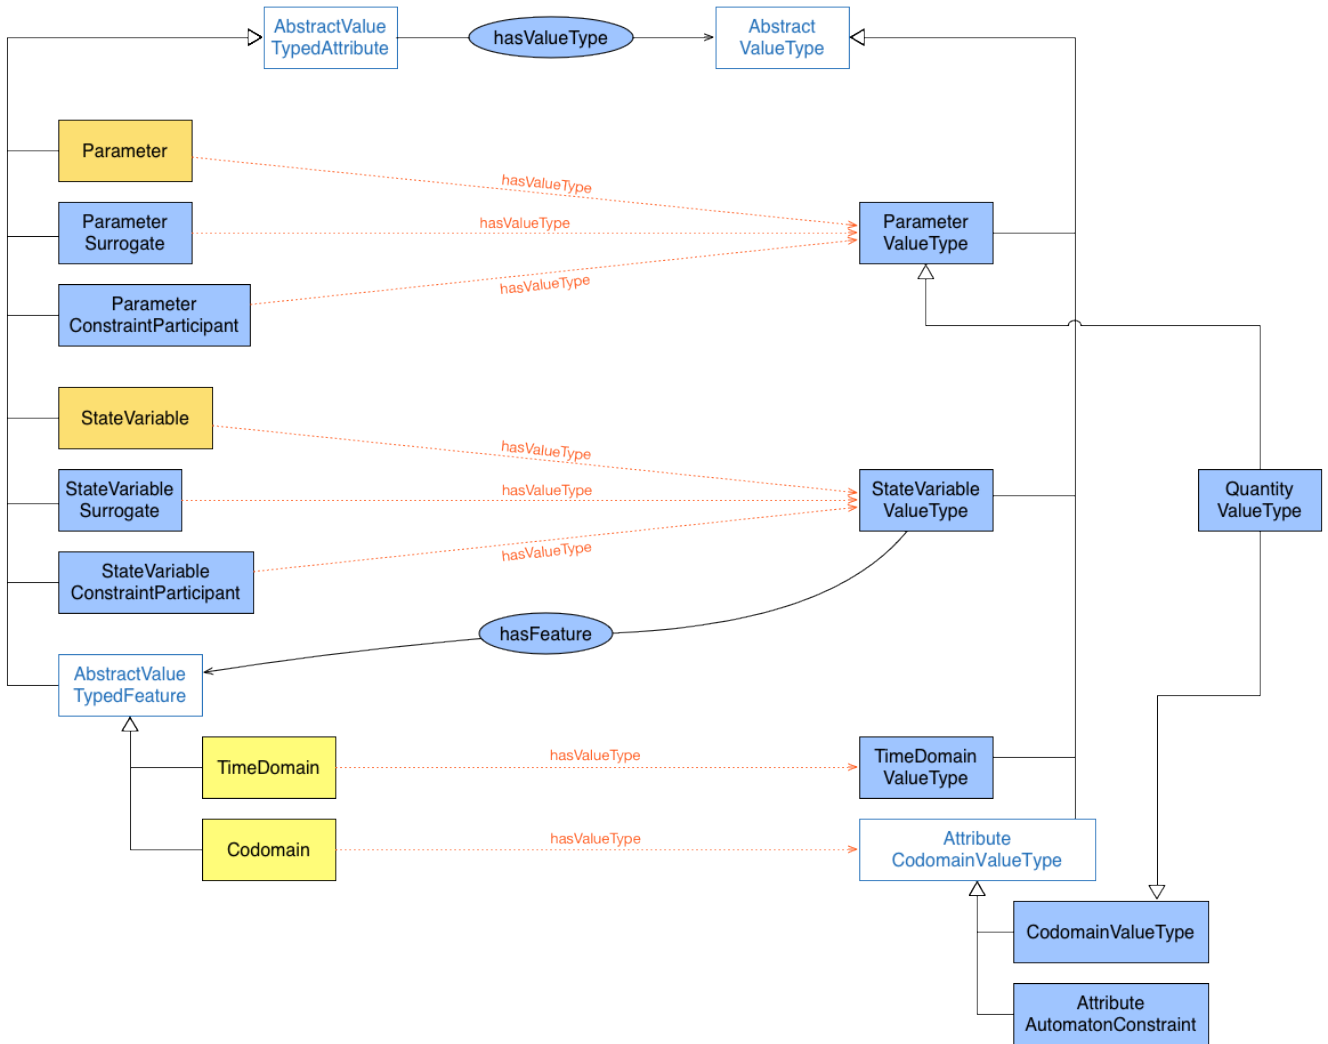 AbstractValue
TypedAttribute
hasValueType
Abstract
ValueType
Parameter
hasValueType
Parameter
Surrogate
hasValueType
Parameter
ValueType
Parameter
ConstraintParticipant
hasValueType
StateVariable
hasValueType
StateVariable
Surrogate
hasValueType
StateVariable
ValueType
Quantity
ValueType
StateVariable
ConstraintParticipant
hasValueType
hasFeature
AbstractValue
TypedFeature
TimeDomain
hasValueType
TimeDomain
ValueType
Codomain
hasValueType
Attribute
CodomainValueType
CodomainValueType
Attribute
AutomatonConstraint